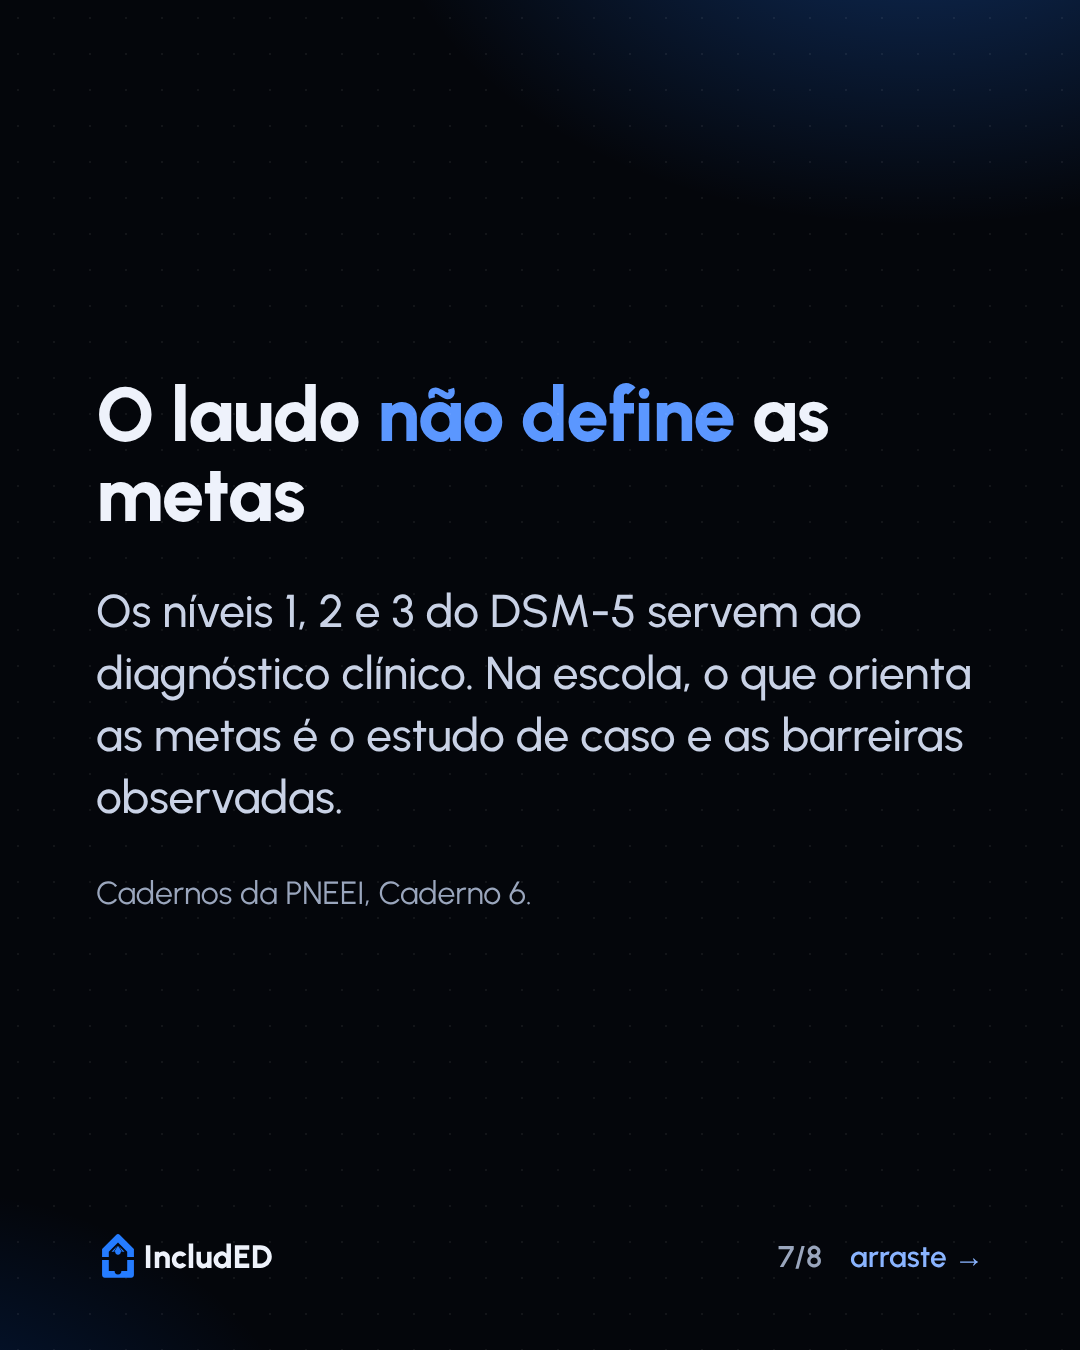 O laudo não define as
metas
Os níveis 1, 2 e 3 do DSM-5 servem ao
diagnóstico clínico. Na escola, o que orienta
as metas é o estudo de caso e as barreiras
observadas.
Cadernos da PNEEI, Caderno 6.
IncludED
7/8 arraste →